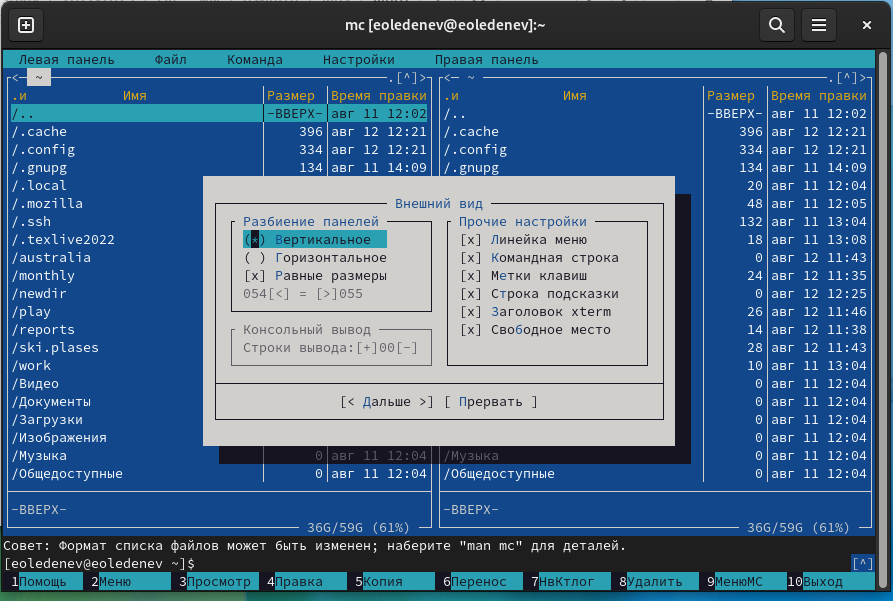 mc [eoledenev@eoledenev]:~
Левая панель Файл Команда Настройки Правая панель
<─ ~ .[^]> <─ ~ .[^]>
.и Имя Размер Время правки .и Имя Размер Время правки
/.. -ВВЕРХ- авг 11 12:02 /.. -ВВЕРХ- авг 11 12:02
/.cache 396 авг 12 12:21 /.cache 396 авг 12 12:21
/.config 334 авг 12 12:21 /.config 334 авг 12 12:21
/.gnupg 134 авг 11 14:09 /.gnupg 134 авг 11 14:09
/.local 20 авг 11 12:04
/.mozilla Внешний вид 48 авг 11 12:05
/.ssh Разбиение панелей Прочие настройки 132 авг 11 13:04
/.texlive2022 (*) Вертикальное [x] Линейка меню 18 авг 11 13:08
/australia ( ) Горизонтальное [x] Командная строка 0 авг 12 11:43
/monthly [x] Равные размеры [x] Метки клавиш 24 авг 12 11:35
/newdir 054[<] = [>]055 [x] Строка подсказки 0 авг 12 12:25
/play [x] Заголовок xterm 26 авг 12 11:46
/reports Консольный вывод [x] Свободное место 14 авг 12 11:38
/ski.plases Строки вывода:[+]00[-] 28 авг 12 11:43
/work 10 авг 11 13:04
/Видео 0 авг 11 12:04
/Документы [< Дальше >] [ Прервать ] 0 авг 11 12:04
/Загрузки 0 авг 11 12:04
/Изображения 0 авг 11 12:04
/Музыка 0 авг 11 12:04 /Музыка 0 авг 11 12:04
/Общедоступные 0 авг 11 12:04 /Общедоступные 0 авг 11 12:04
-ВВЕРХ- -ВВЕРХ-
36G/59G (61%) 36G/59G (61%)
Совет: Формат списка файлов может быть изменен; наберите "man mc" для деталей.
[eoledenev@eoledenev ~]$ [^]
1Помощь 2Меню 3Просмотр 4Правка 5Копия 6Перенос 7НвКтлог 8Удалить 9МенюMC 10Выход